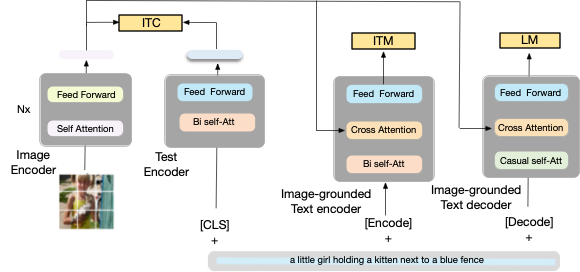 ITC
ITM
LM
Feed Forward
Self Attention
Nx
Image
Encoder
Feed Forward
Bi self-Att
Test
Encoder
Feed Forward
Cross Attention
Bi self-Att
Image-grounded
Text encoder
Feed Forward
Cross Attention
Casual self-Att
Image-grounded
Text decoder
[CLS]
+
[Encode]
+
[Decode]
+
a little girl holding a kitten next to a blue fence